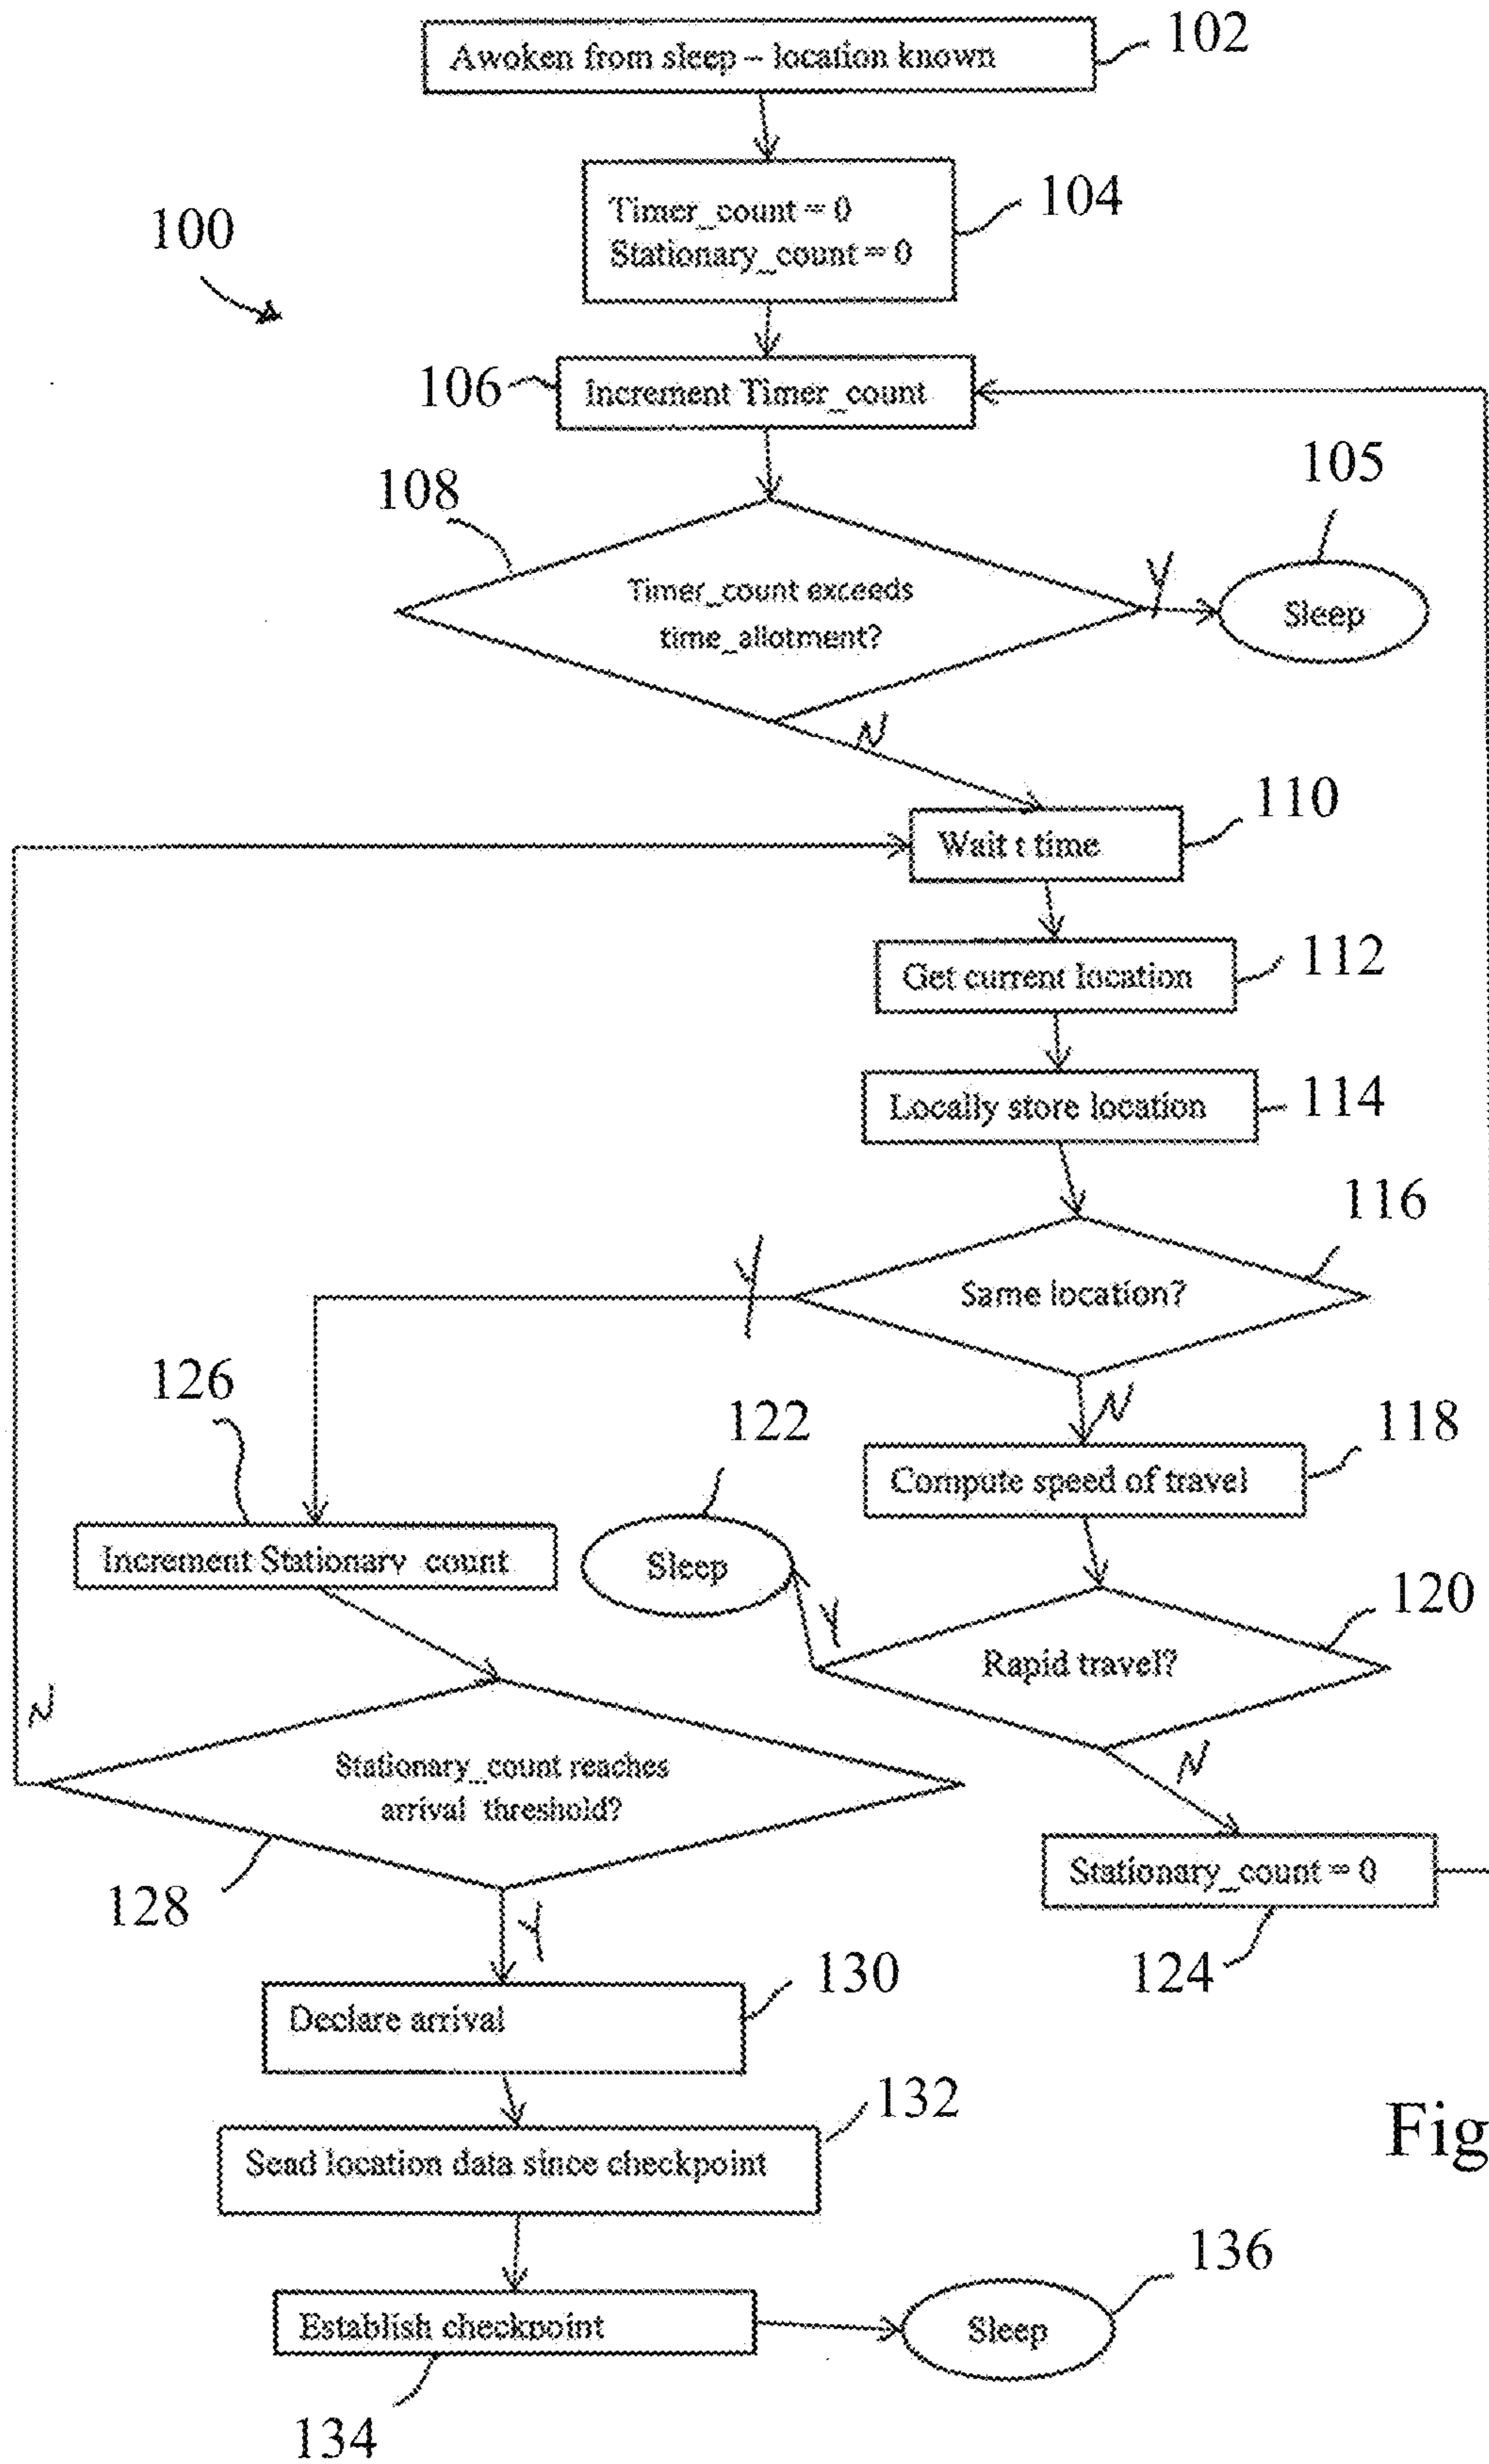 Awoken from sleep – location known
102
Timer_count = 0
Stationary_count = 0
104
100
106
Increment Timer_count
108
105
Timer_count exceeds
time_allotment?
Y
Sleep
N
110
Wait t time
112
Get current location
114
Locally store location
116
Same location?
Y
N
126
122
118
Compute speed of travel
Increment Stationary count
Sleep
120
Y
Rapid travel?
N
N
Stationary_count reaches
arrival threshold?
128
Y
Stationary_count = 0
124
130
Declare arrival
132
Send location data since checkpoint
Fig
136
Establish checkpoint
Sleep
134